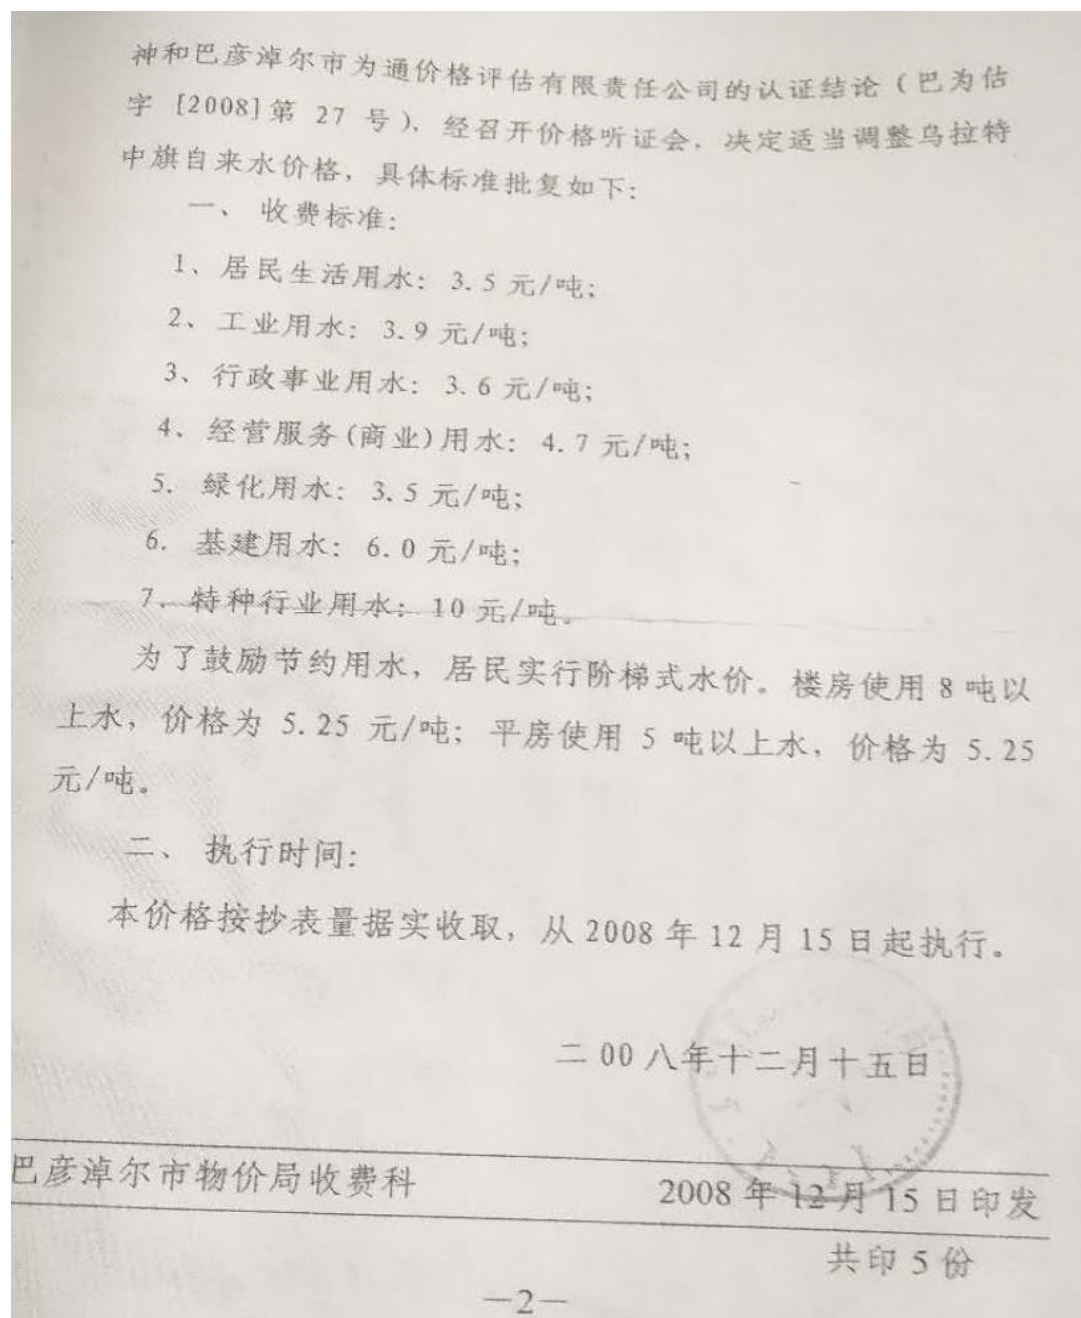 神和巴彦淖尔市为通价格评估有限责任公司的认证结论（巴为估
字 [2008]第 27 号），经召开价格听证会，决定适当调整乌拉特
中旗自来水价格，具体标准批复如下：
一、 收费标准：
1、居民生活用水：3.5 元/吨；
2、工业用水：3.9 元/吨；
3、行政事业用水：3.6 元/吨；
4、经营服务(商业)用水：4.7 元/吨；
5. 绿化用水：3.5 元/吨；
6. 基建用水：6.0 元/吨；
7. 特种行业用水：10 元/吨。
为了鼓励节约用水，居民实行阶梯式水价。楼房使用 8 吨以
上水，价格为 5.25 元/吨；平房使用 5 吨以上水，价格为 5.25
元/吨。
二、 执行时间：
本价格按抄表量据实收取，从 2008 年 12 月 15 日起执行。
二 00 八年十二月十五日
巴彦淖尔市物价局收费科 2008 年 12 月 15 日印发
共印 5 份
—2—